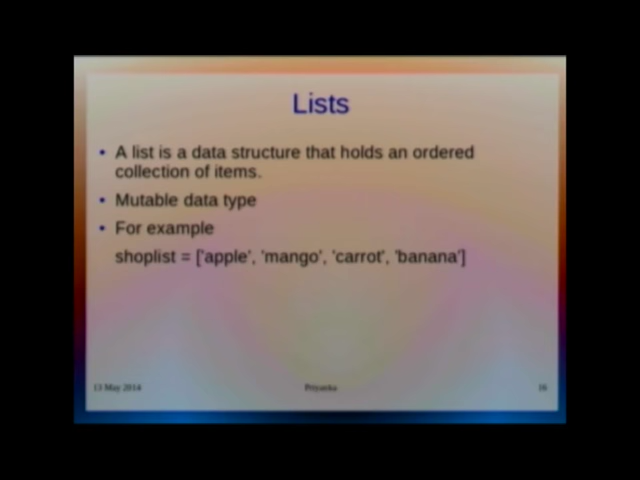 Lists
• A list is a data structure that holds an ordered
collection of items.
• Mutable data type
• For example
shoplist = ['apple', 'mango', 'carrot', 'banana']
13 May 2014
Priyanka
16